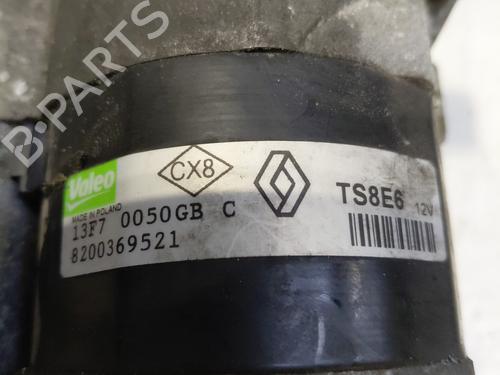 B-PARTS
Valeo
CX8
TS8E6 12V
MADE IN POLAND
13F7 0050GB C
8200369521